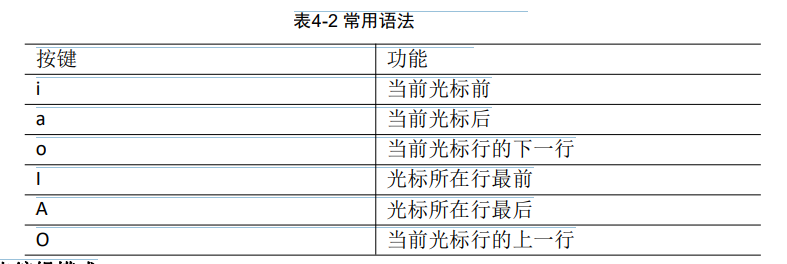 表4-2 常用语法
按键 功能
i 当前光标前
a 当前光标后
o 当前光标行的下一行
I 光标所在行最前
A 光标所在行最后
O 当前光标行的上一行